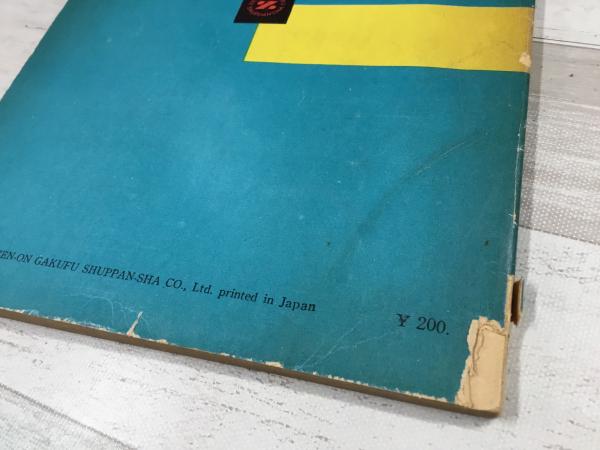 EN-ON GAKUFU SHUPPAN-SHA CO., Ltd. printed in Japan
¥ 200.